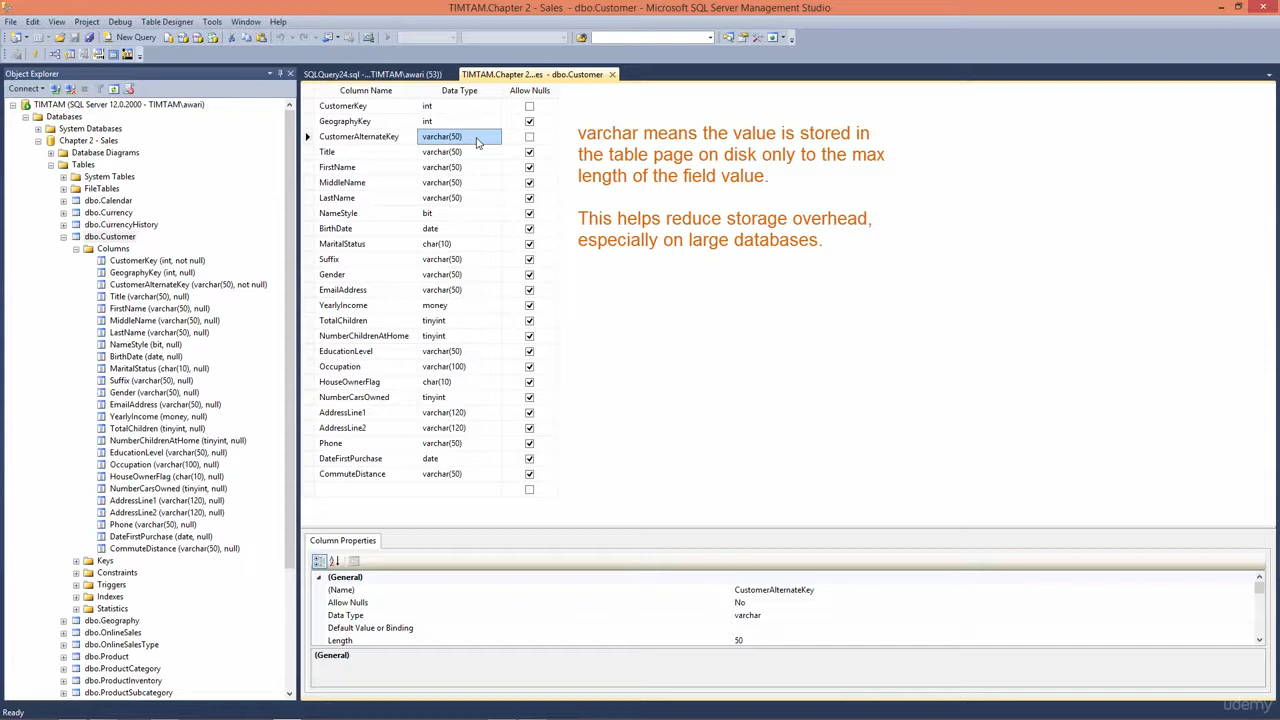 TIMTAM.Chapter 2 - Sales - dbo.Customer - Microsoft SQL Server Management Studio
File Edit View Project Debug Table Designer Tools Window Help
New Query
Object Explorer
SQLQuery24.sql -...TIMTAM\awari (53))
TIMTAM.Chapter 2...es - dbo.Customer
Connect
TIMTAM (SQL Server 12.0.2000 - TIMTAM\awari)
Databases
System Databases
Chapter 2 - Sales
Database Diagrams
Tables
System Tables
FileTables
dbo.Calendar
dbo.Currency
dbo.CurrencyHistory
dbo.Customer
Columns
CustomerKey (int, not null)
GeographyKey (int, null)
CustomerAlternateKey (varchar(50), not null)
Title (varchar(50), null)
FirstName (varchar(50), null)
MiddleName (varchar(50), null)
LastName (varchar(50), null)
NameStyle (bit, null)
BirthDate (date, null)
MaritalStatus (char(10), null)
Suffix (varchar(50), null)
Gender (varchar(50), null)
EmailAddress (varchar(50), null)
YearlyIncome (money, null)
TotalChildren (tinyint, null)
NumberChildrenAtHome (tinyint, null)
EducationLevel (varchar(50), null)
Occupation (varchar(100), null)
HouseOwnerFlag (char(10), null)
NumberCarsOwned (tinyint, null)
AddressLine1 (varchar(120), null)
AddressLine2 (varchar(120), null)
Phone (varchar(50), null)
DateFirstPurchase (date, null)
CommuteDistance (varchar(50), null)
Keys
Constraints
Triggers
Indexes
Statistics
dbo.Geography
dbo.OnlineSales
dbo.OnlineSalesType
dbo.Product
dbo.ProductCategory
dbo.ProductInventory
dbo.ProductSubcategory
Column Name Data Type Allow Nulls
CustomerKey int
GeographyKey int
CustomerAlternateKey varchar(50)
Title varchar(50)
FirstName varchar(50)
MiddleName varchar(50)
LastName varchar(50)
NameStyle bit
BirthDate date
MaritalStatus char(10)
Suffix varchar(50)
Gender varchar(50)
EmailAddress varchar(50)
YearlyIncome money
TotalChildren tinyint
NumberChildrenAtHome tinyint
EducationLevel varchar(50)
Occupation varchar(100)
HouseOwnerFlag char(10)
NumberCarsOwned tinyint
AddressLine1 varchar(120)
AddressLine2 varchar(120)
Phone varchar(50)
DateFirstPurchase date
CommuteDistance varchar(50)
varchar means the value is stored in
the table page on disk only to the max
length of the field value.
This helps reduce storage overhead,
especially on large databases.
Column Properties
(General)
(Name) CustomerAlternateKey
Allow Nulls No
Data Type varchar
Default Value or Binding
Length 50
(General)
Ready
udemy